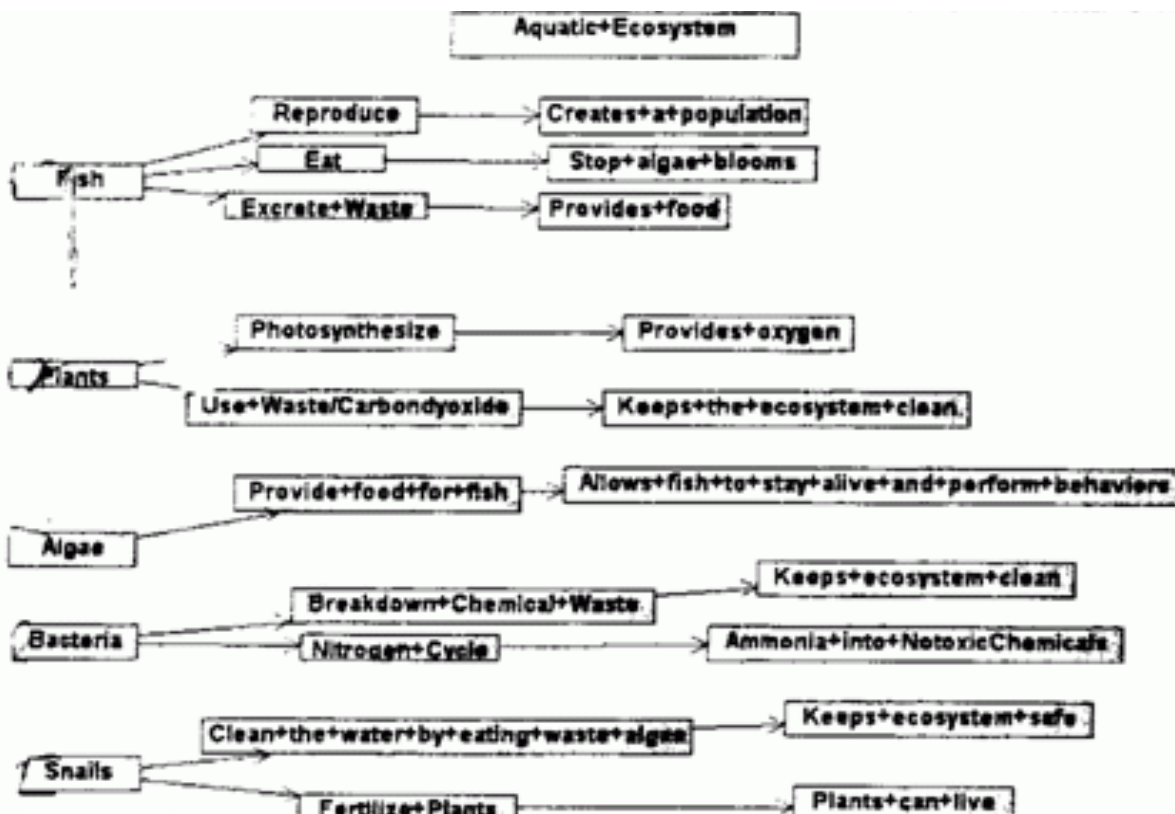 Aquatic+Ecosystem
Reproduce
Creates+a+population
Eat
Stop+algae+blooms
Fish
Excrete+Waste
Provides+food
Photosynthesize
Provides+oxygen
Plants
Use+Waste/Carbondyoxide
Keeps+the+ecosystem+clean.
Provide+food+for+fish
Allows+fish+to+stay+alive+and+perform+behaviors
Algae
Keeps+ecosystem+clean
Breakdown+Chemical+Waste
Bacteria
Nitrogen+Cycle
Ammonia+into+NotoxicChemicals
Keeps+ecosystem+safe
Clean+the+water+by+eating+waste+algae
Snails
Fertilize+Plants
Plants+can+live